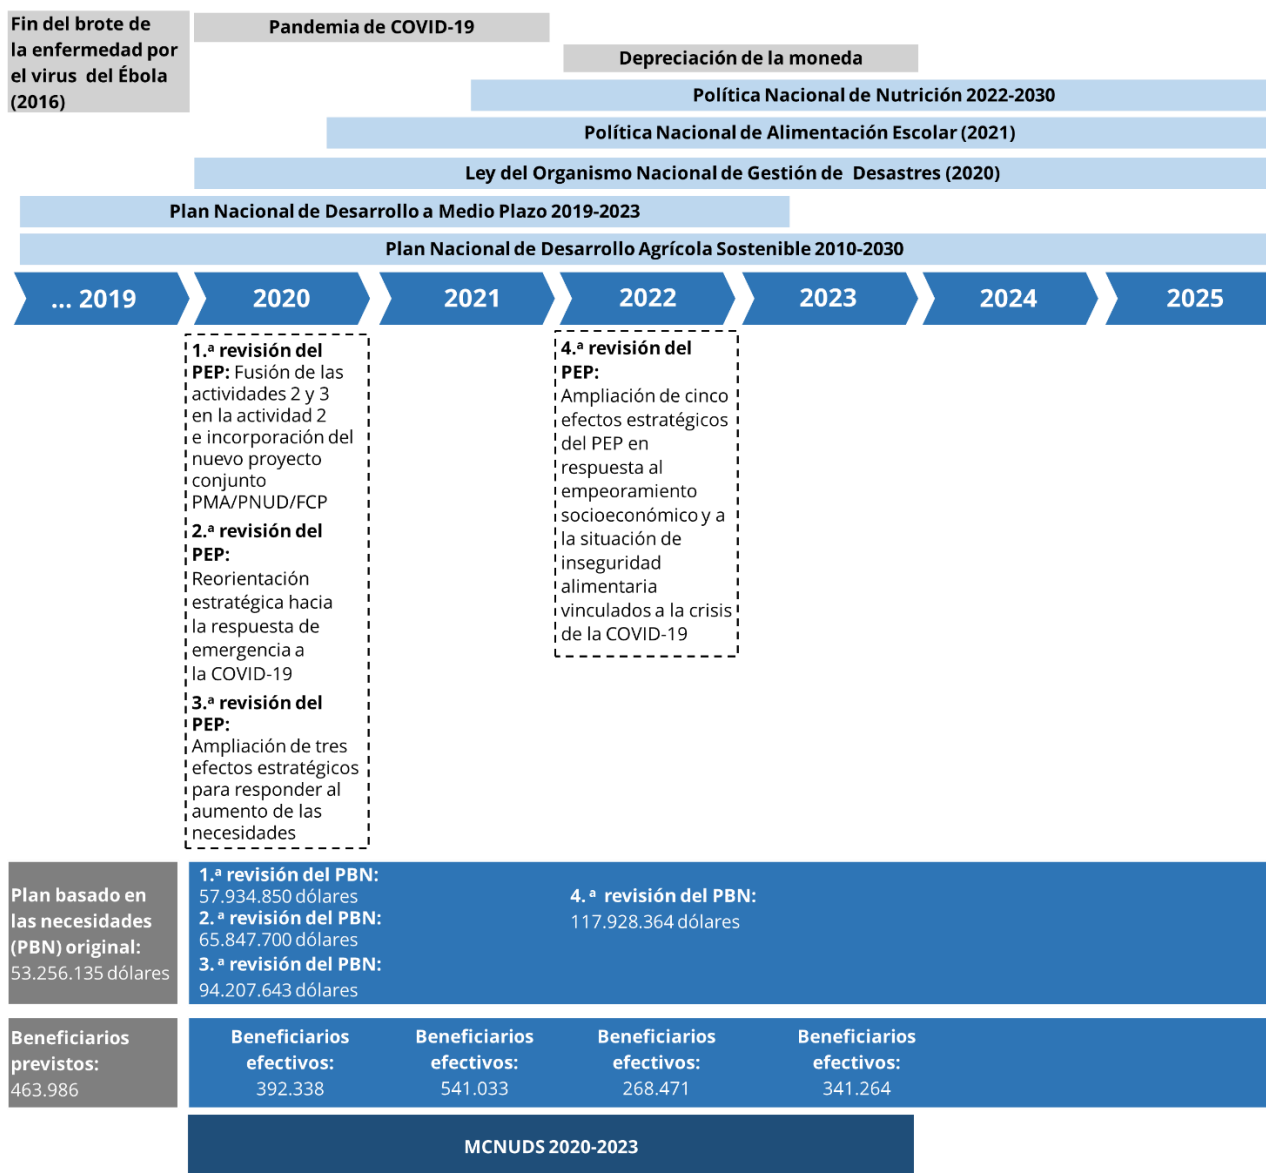 Fin del brote de
la enfermedad por
el virus del Ébola
(2016)
Pandemia de COVID-19
Depreciación de la moneda
Política Nacional de Nutrición 2022-2030
Política Nacional de Alimentación Escolar (2021)
Ley del Organismo Nacional de Gestión de Desastres (2020)
Plan Nacional de Desarrollo a Medio Plazo 2019-2023
Plan Nacional de Desarrollo Agrícola Sostenible 2010-2030
... 2019
2020
2021
2022
2023
2024
2025
1.ª revisión del
PEP: Fusión de las
actividades 2 y 3
en la actividad 2
e incorporación del
nuevo proyecto
conjunto
PMA/PNUD/FCP
2.ª revisión del
PEP:
Reorientación
estratégica hacia
la respuesta de
emergencia a
la COVID-19
3.ª revisión del
PEP:
Ampliación de tres
efectos estratégicos
para responder al
aumento de las
necesidades
4.ª revisión del
PEP:
Ampliación de cinco
efectos estratégicos
del PEP en
respuesta al
empeoramiento
socioeconómico y a
la situación de
inseguridad
alimentaria
vinculados a la crisis
de la COVID-19
Plan basado en
las necesidades
(PBN) original:
53.256.135 dólares
1.ª revisión del PBN:
57.934.850 dólares
2.ª revisión del PBN:
65.847.700 dólares
3.ª revisión del PBN:
94.207.643 dólares
4.ª revisión del PBN:
117.928.364 dólares
Beneficiarios
previstos:
463.986
Beneficiarios
efectivos:
392.338
Beneficiarios
efectivos:
541.033
Beneficiarios
efectivos:
268.471
Beneficiarios
efectivos:
341.264
MCNUDS 2020-2023